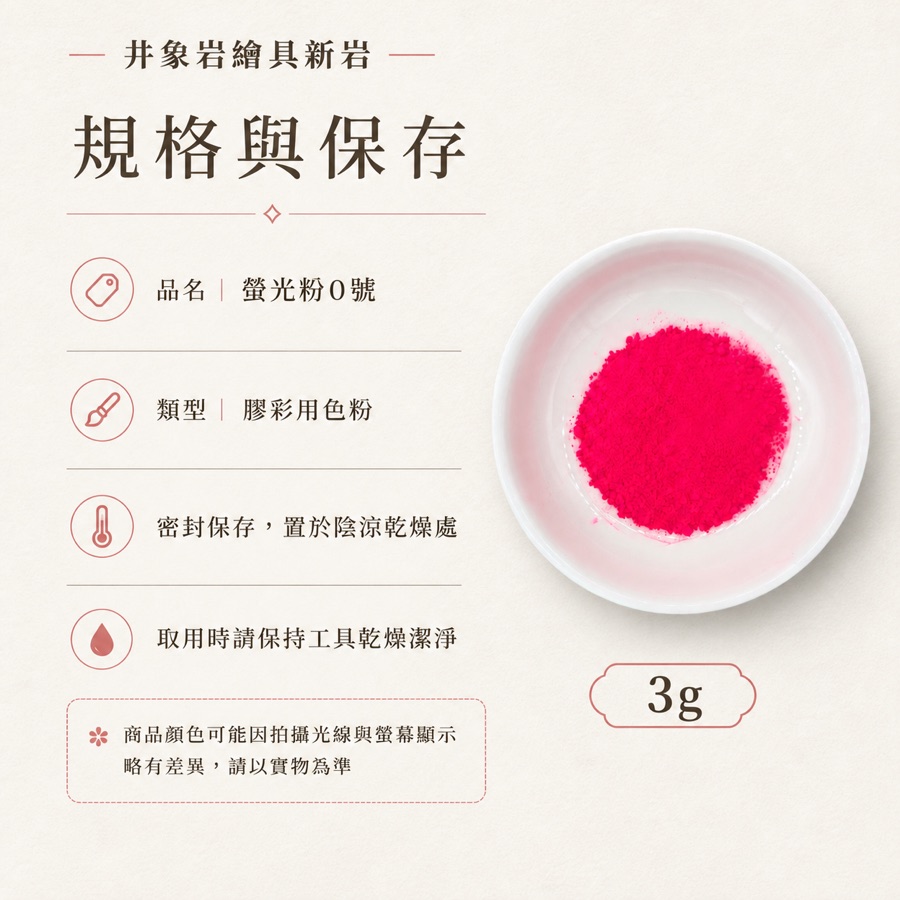 井象岩繪具新岩
規格與保存
品名｜螢光粉0號
類型｜膠彩用色粉
密封保存，置於陰涼乾燥處
取用時請保持工具乾燥潔淨
商品顏色可能因拍攝光線與螢幕顯示
略有差異，請以實物為準
3g